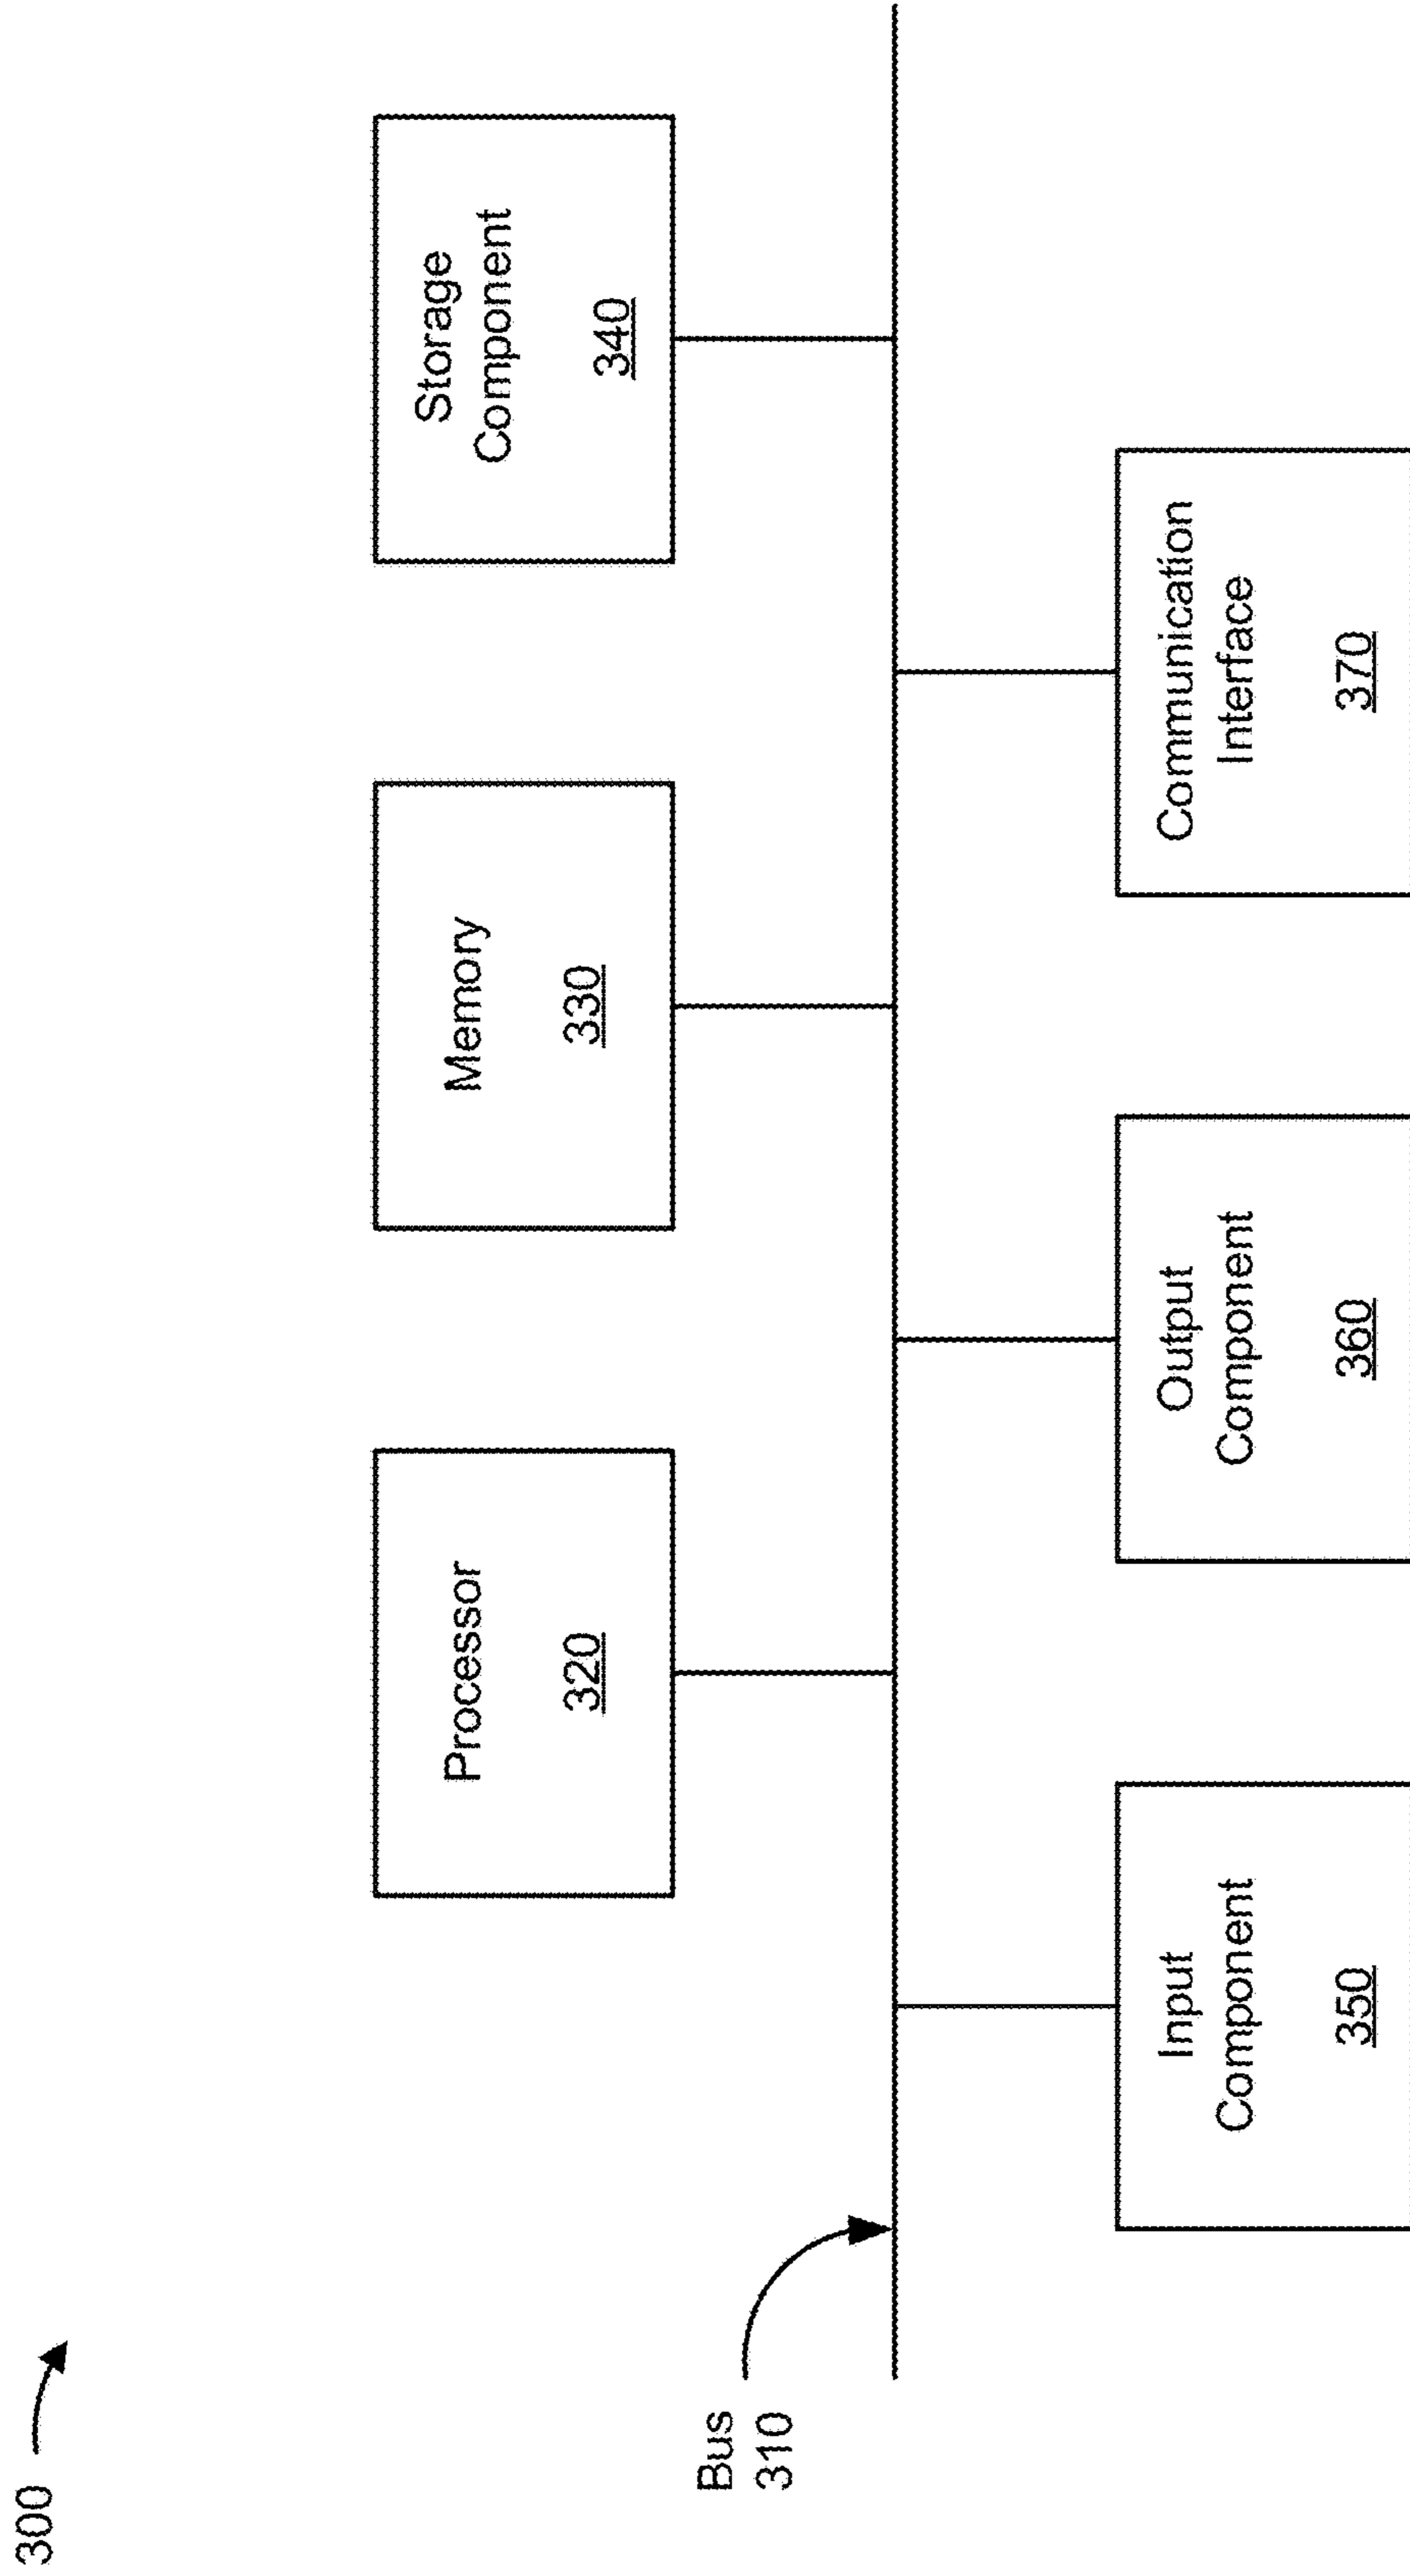 300
Bus
310
Processor
320
Memory
330
Storage
Component
340
Input
Component
350
Output
Component
360
Communication
Interface
370